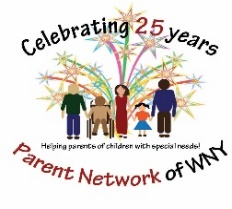 Celebrating 25 years
Helping parents of children with special needs!
Parent Network of WNY